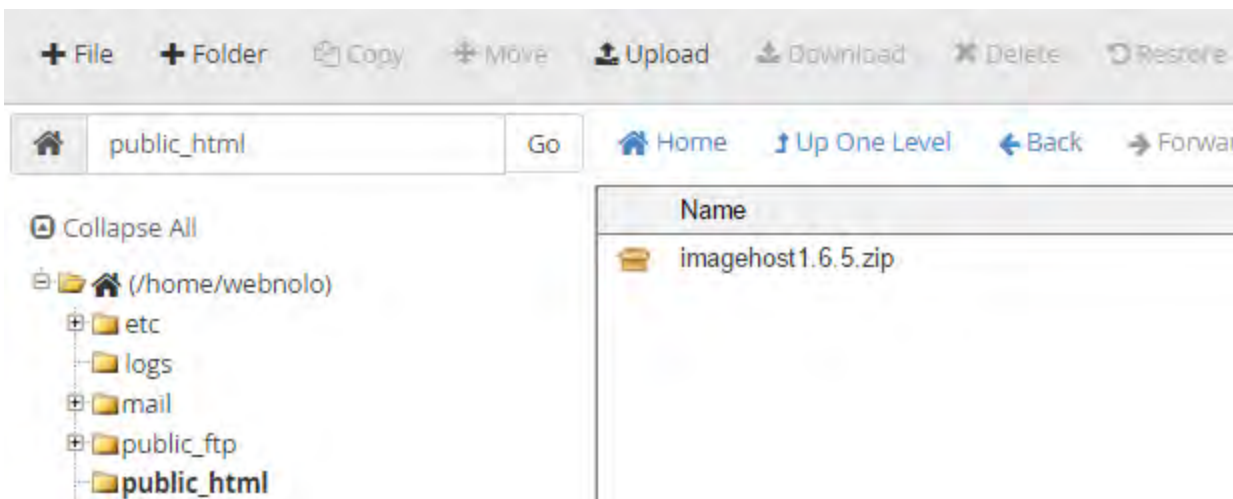 File Folder Copy Move Upload Download Delete Restore
public_html Go Home Up One Level Back Forwar
Collapse All
Name
imagehost1.6.5.zip
(/home/webnolo)
etc
logs
mail
public_ftp
public_html